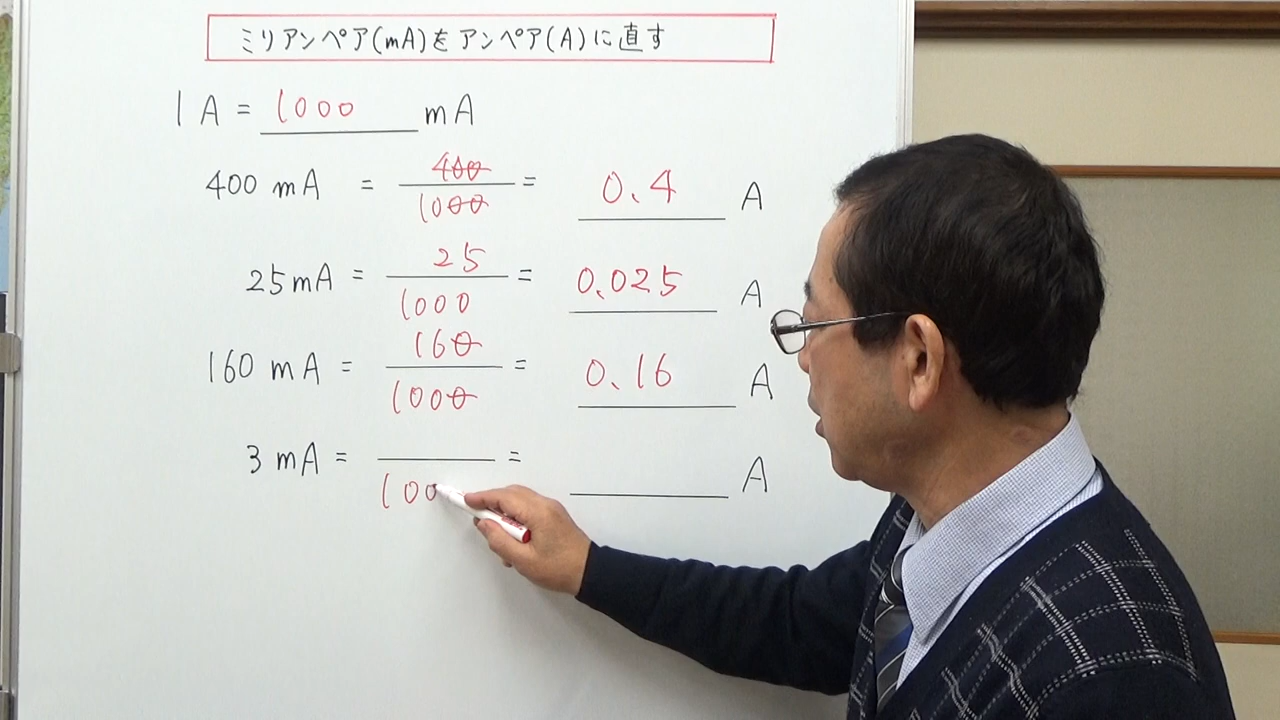 ミリアンペア(mA)をアンペア(A)に直す
1A = 1000 mA
400 mA = 400/1000 = 0.4 A
25mA = 25/1000 = 0.025 A
160 mA = 160/1000 = 0.16 A
3 mA = /100 = A